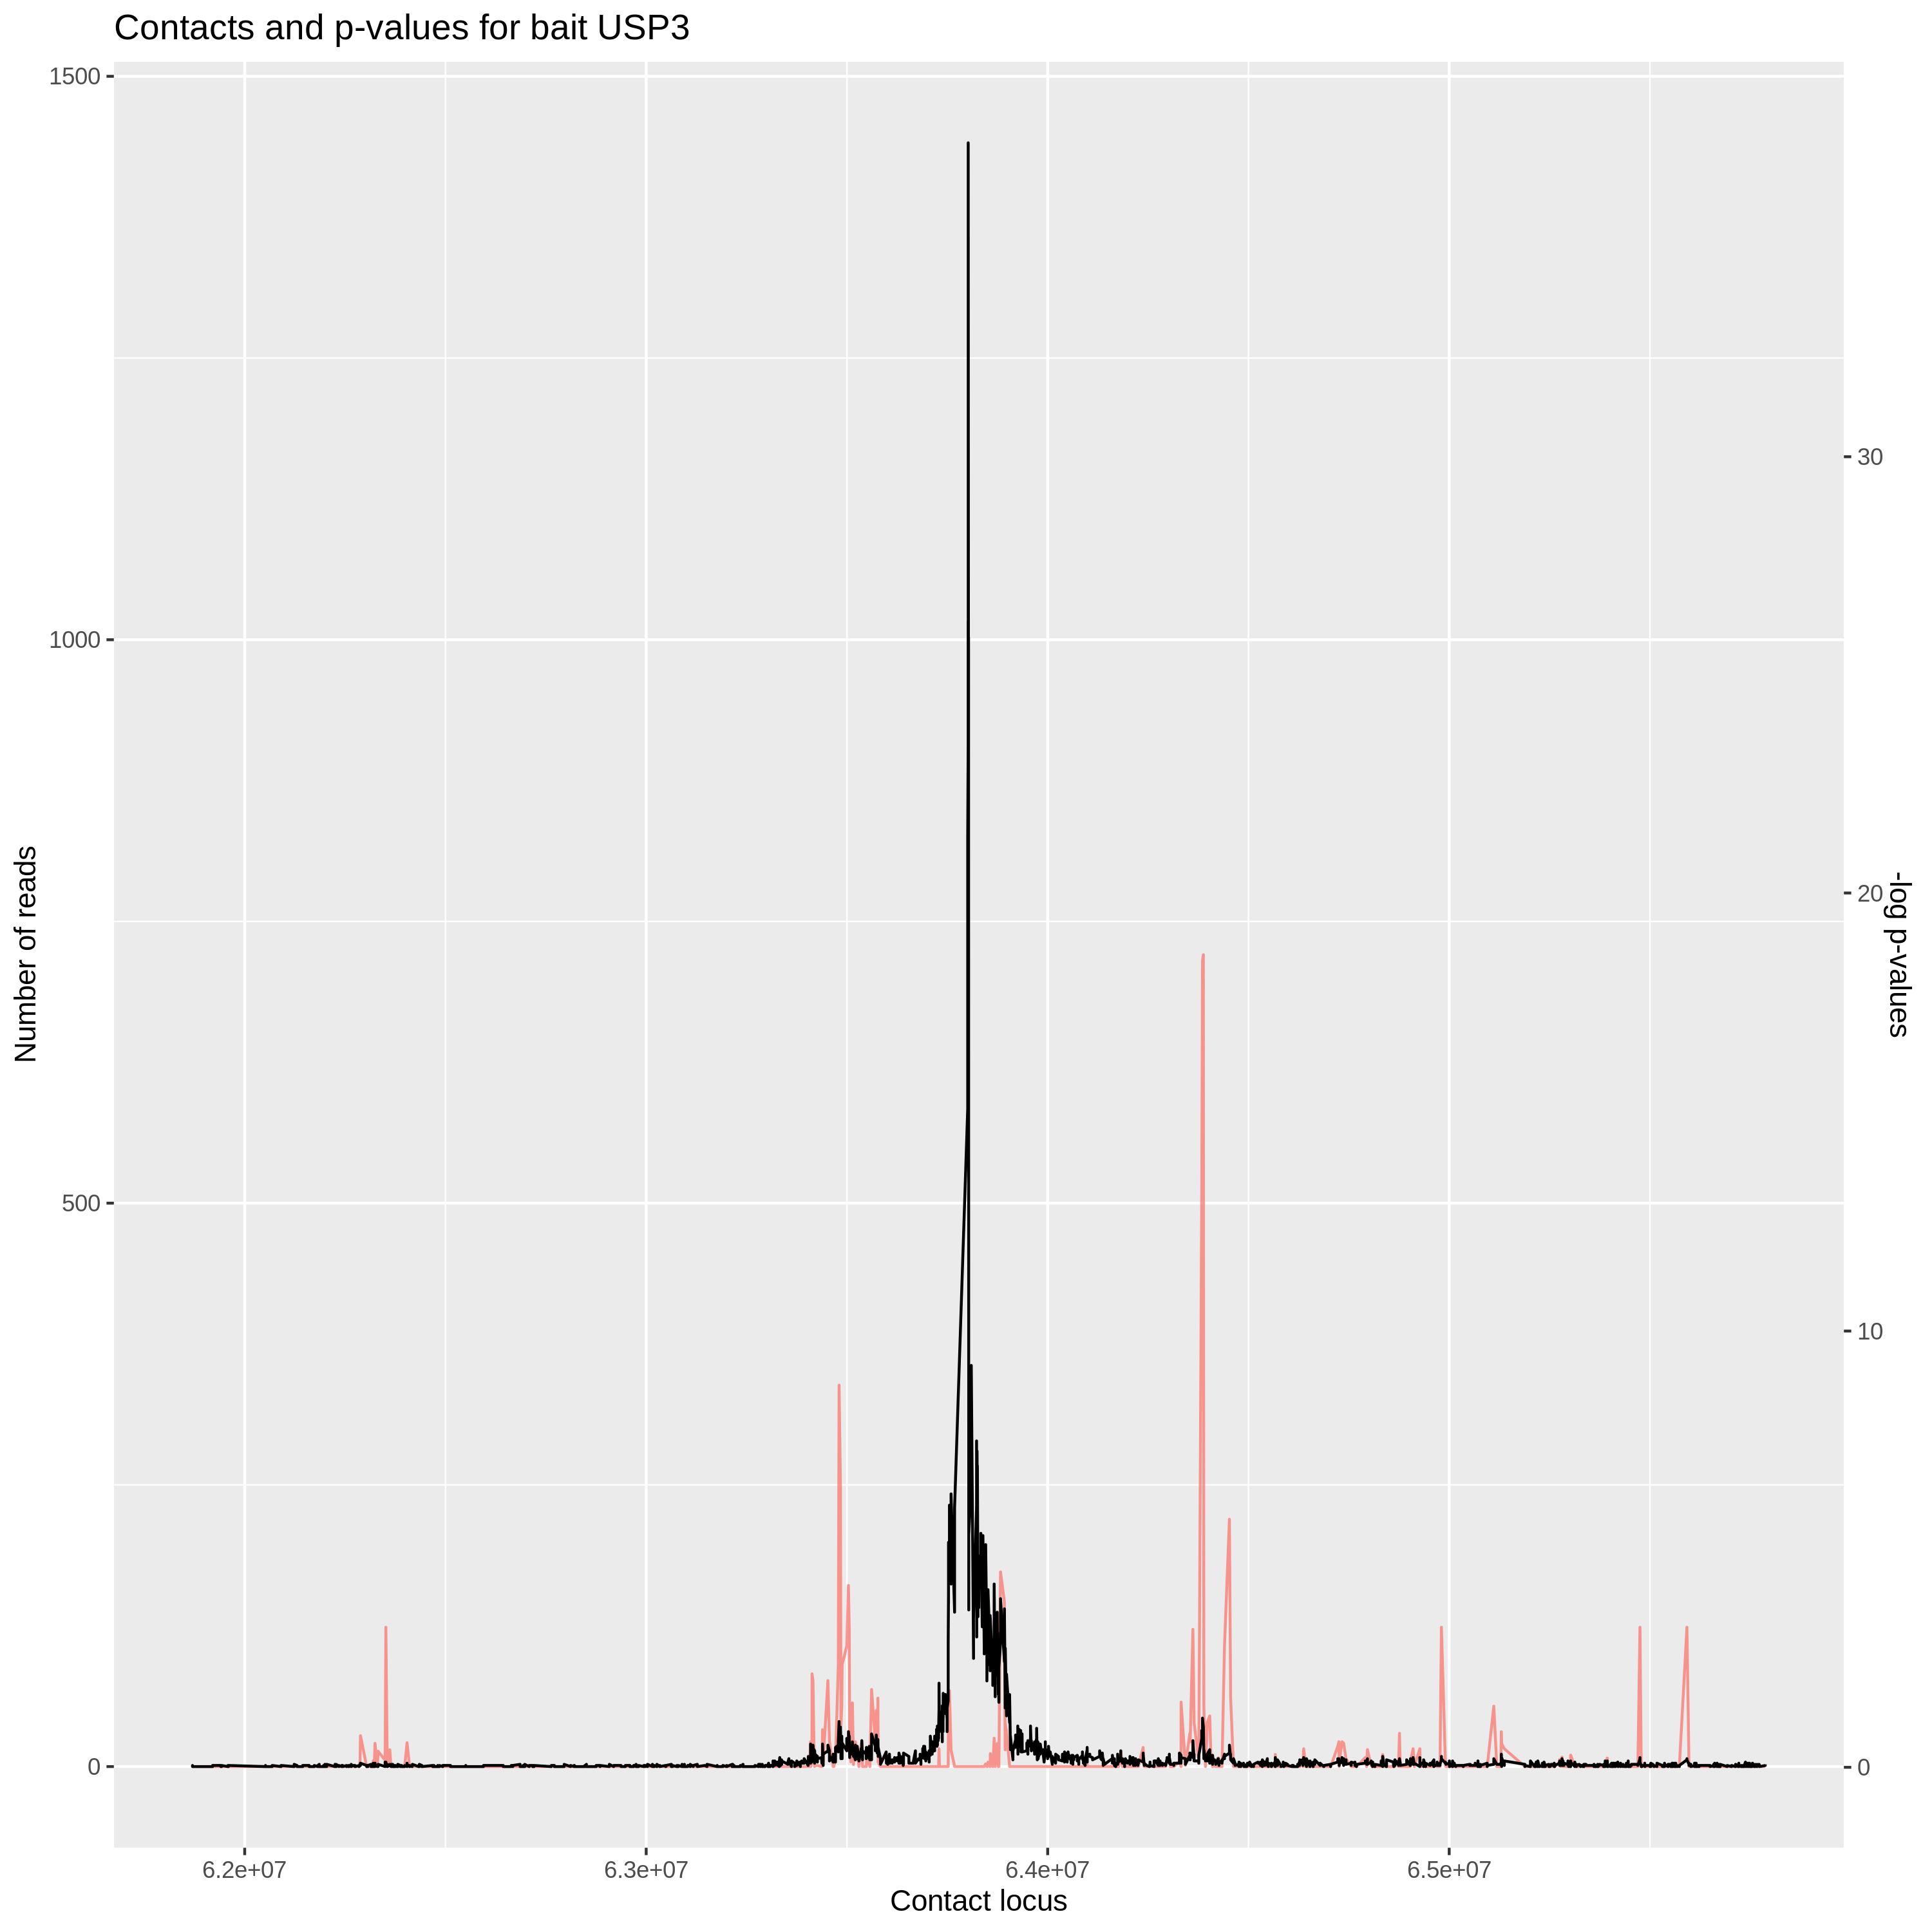 Contacts and p-values for bait USP3
1500
1000
500
0
Number of reads
30
20
10
0
-log p-values
6.2e+07
6.3e+07
6.4e+07
6.5e+07
Contact locus